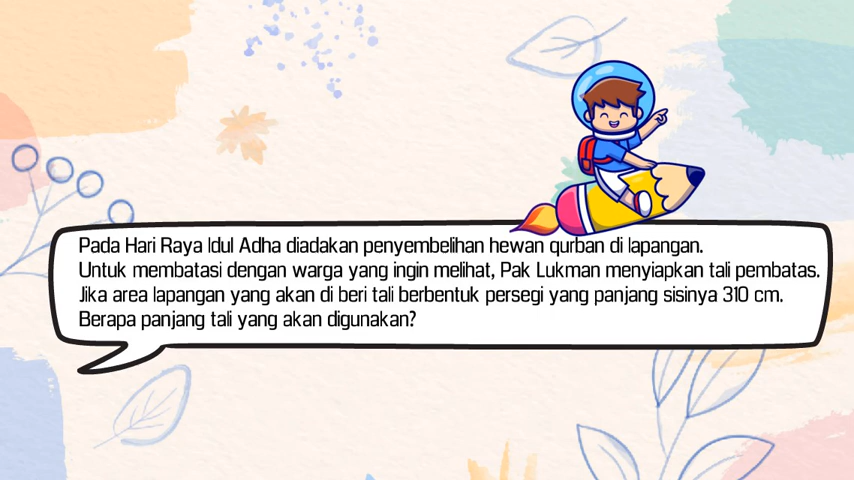 Pada Hari Raya Idul Adha diadakan penyembelihan hewan qurban di lapangan.
Untuk membatasi dengan warga yang ingin melihat, Pak Lukman menyiapkan tali pembatas.
Jika area lapangan yang akan di beri tali berbentuk persegi yang panjang sisinya 310 cm.
Berapa panjang tali yang akan digunakan?